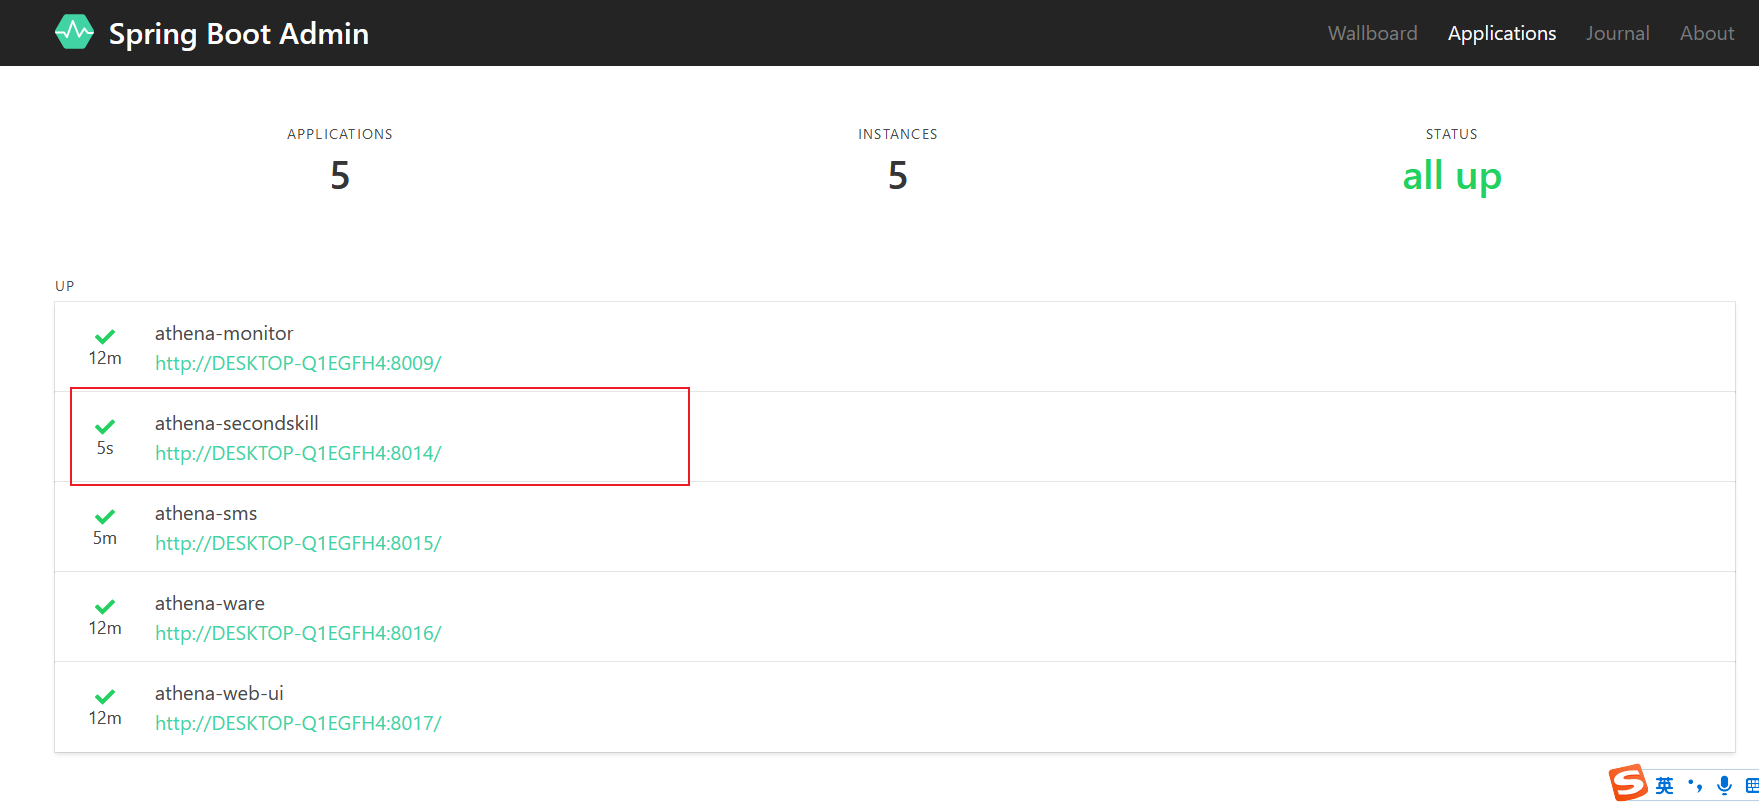 Spring Boot Admin
Wallboard Applications Journal About
APPLICATIONS INSTANCES STATUS
5 5 all up
UP
athena-monitor
12m http://DESKTOP-Q1EGFH4:8009/
athena-secondskill
5s http://DESKTOP-Q1EGFH4:8014/
athena-sms
5m http://DESKTOP-Q1EGFH4:8015/
athena-ware
12m http://DESKTOP-Q1EGFH4:8016/
athena-web-ui
12m http://DESKTOP-Q1EGFH4:8017/
S 英